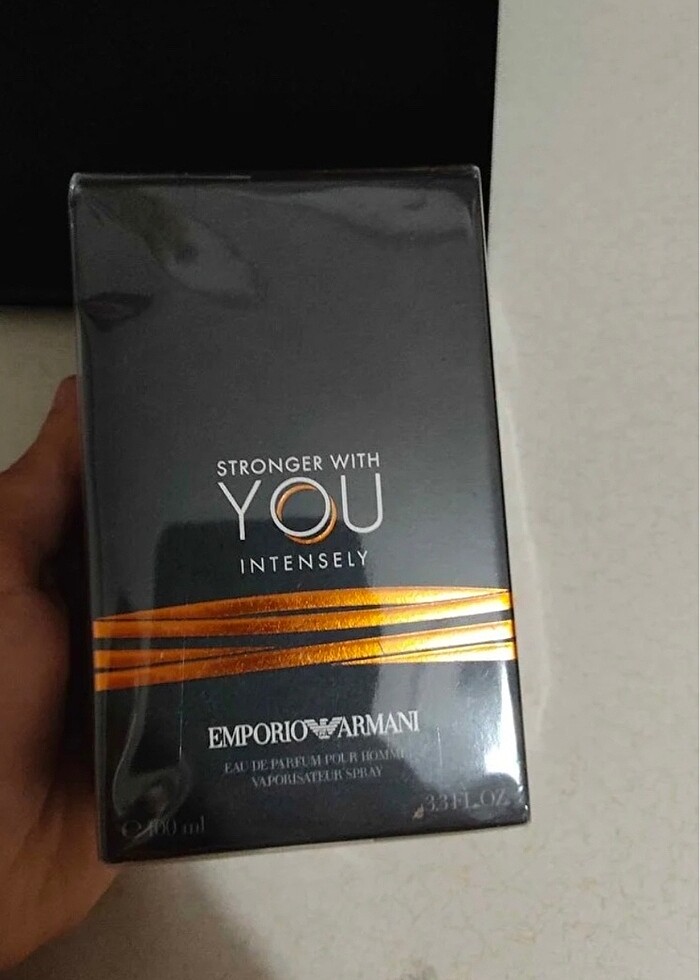 STRONGER WITH
YOU
INTENSELY
EMPORIO ARMANI
EAU DE PARFUM POUR HOMME
VAPORISATEUR SPRAY
℮ 100 ml
3.3 FL. OZ